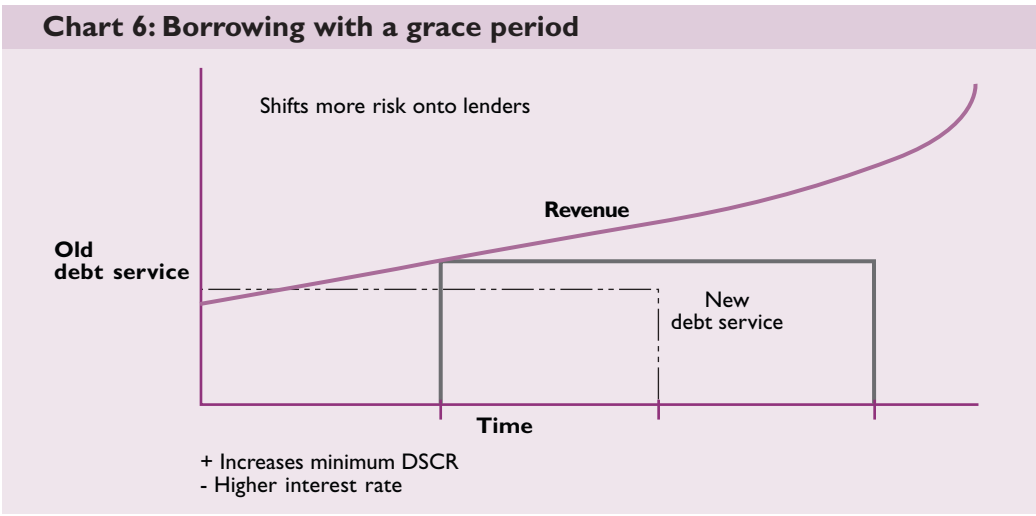 Chart 6: Borrowing with a grace period
Shifts more risk onto lenders
Revenue
Old
debt service
New
debt service
Time
+ Increases minimum DSCR
- Higher interest rate